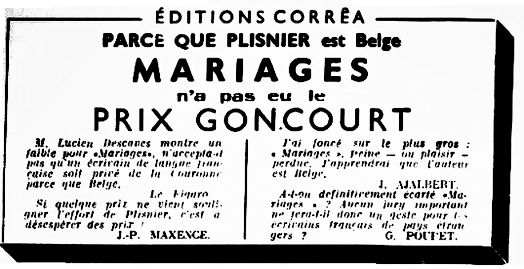 ÉDITIONS CORRÊA
PARCE QUE PLISNIER est Belge
MARIAGES
n'a pas eu le
PRIX GONCOURT
M. Lucien Descaves montre un
faible pour «Mariages», n'acceptant
pas qu'un écrivain de langue fran-
çaise soit privé de la Couronne
parce que Belge.
Le Figaro
Si quelque prix ne vient souli-
gner l'effort de Plisnier, c'est à
désespérer des prix !
J.-P. MAXENCE.
J'ai foncé sur le plus gros :
« Mariages », peine — ou plaisir —
perdue. J'apprendrai que l'auteur
est Belge.
J. AJALBERT.
A-t-on définitivement écarté «Ma-
riages » ? Aucun jury important
ne fera-t-il donc un geste pour les
écrivains français de pays étran
gers ?
G. POULET.